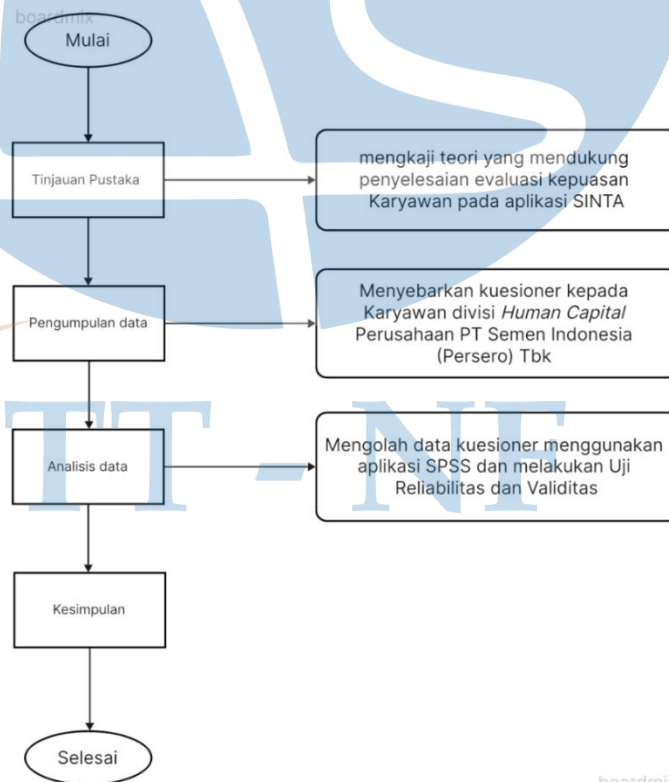 boardmix
Mulai
Tinjauan Pustaka
mengkaji teori yang mendukung
penyelesaian evaluasi kepuasan
Karyawan pada aplikasi SINTA
Pengumpulan data
Menyebarkan kuesioner kepada
Karyawan divisi Human Capital
Perusahaan PT Semen Indonesia
(Persero) Tbk
TT - NF
Analisis data
Mengolah data kuesioner menggunakan
aplikasi SPSS dan melakukan Uji
Reliabilitas dan Validitas
Kesimpulan
Selesai